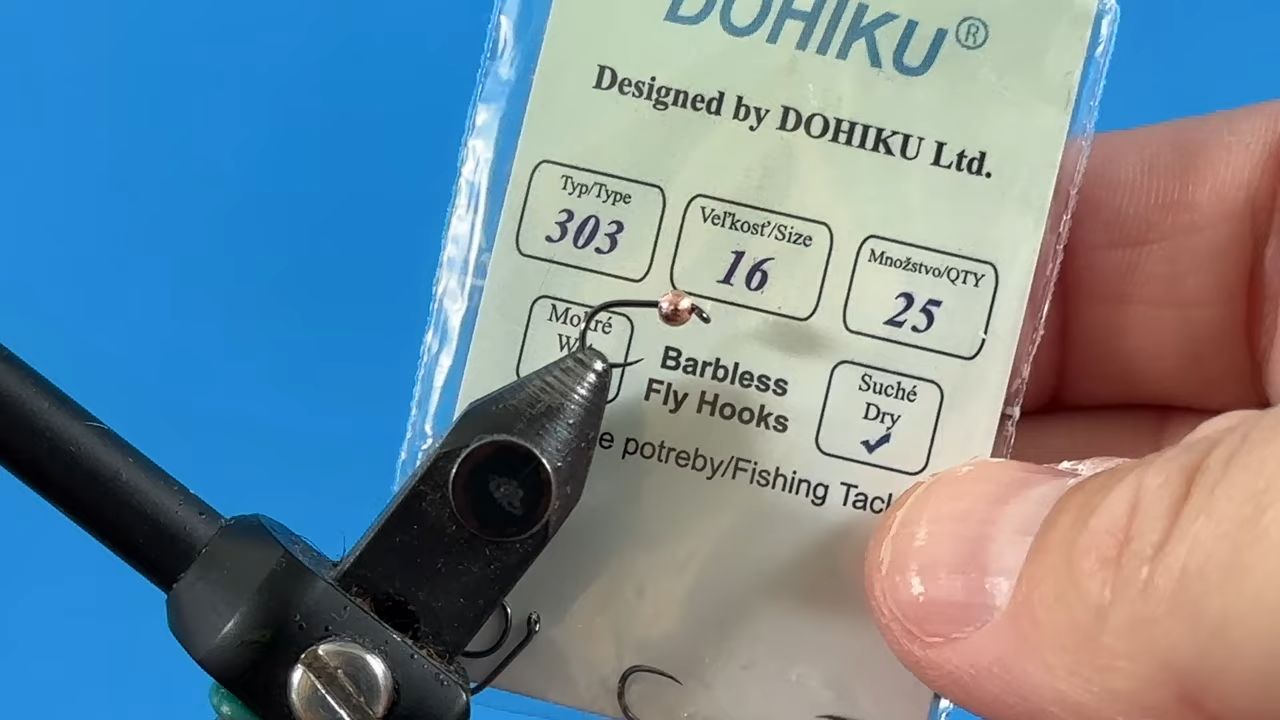 DOHIKU®
Designed by DOHIKU Ltd.
Typ/Type
303
Veľkosť/Size
16
Množstvo/QTY
25
Mokré
Barbless
Fly Hooks
Suché
Dry
potreby/Fishing